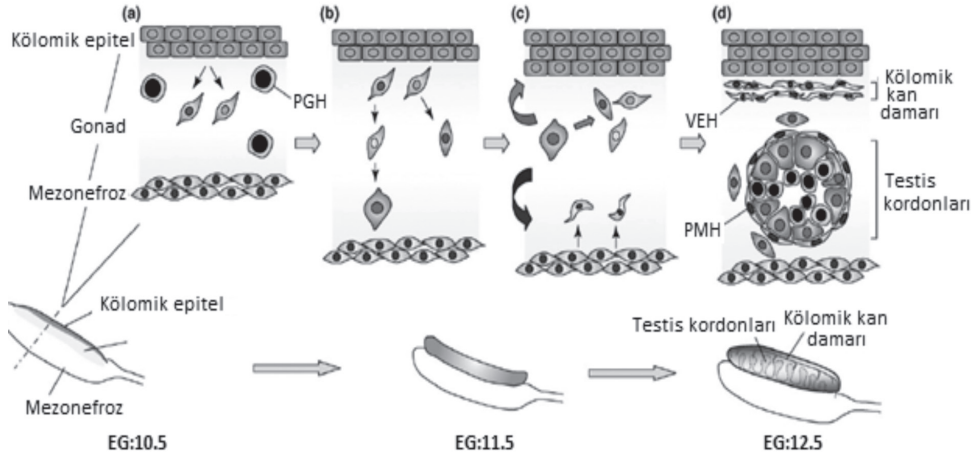 (a)
(b)
(c)
(d)
Kölomik epitel
PGH
Gonad
Mezonefroz
VEH
Kölomik
kan
damarı
PMH
Testis
kordonları
Kölomik epitel
Mezonefroz
Testis kordonları
Kölomik kan
damarı
EG:10.5
EG:11.5
EG:12.5